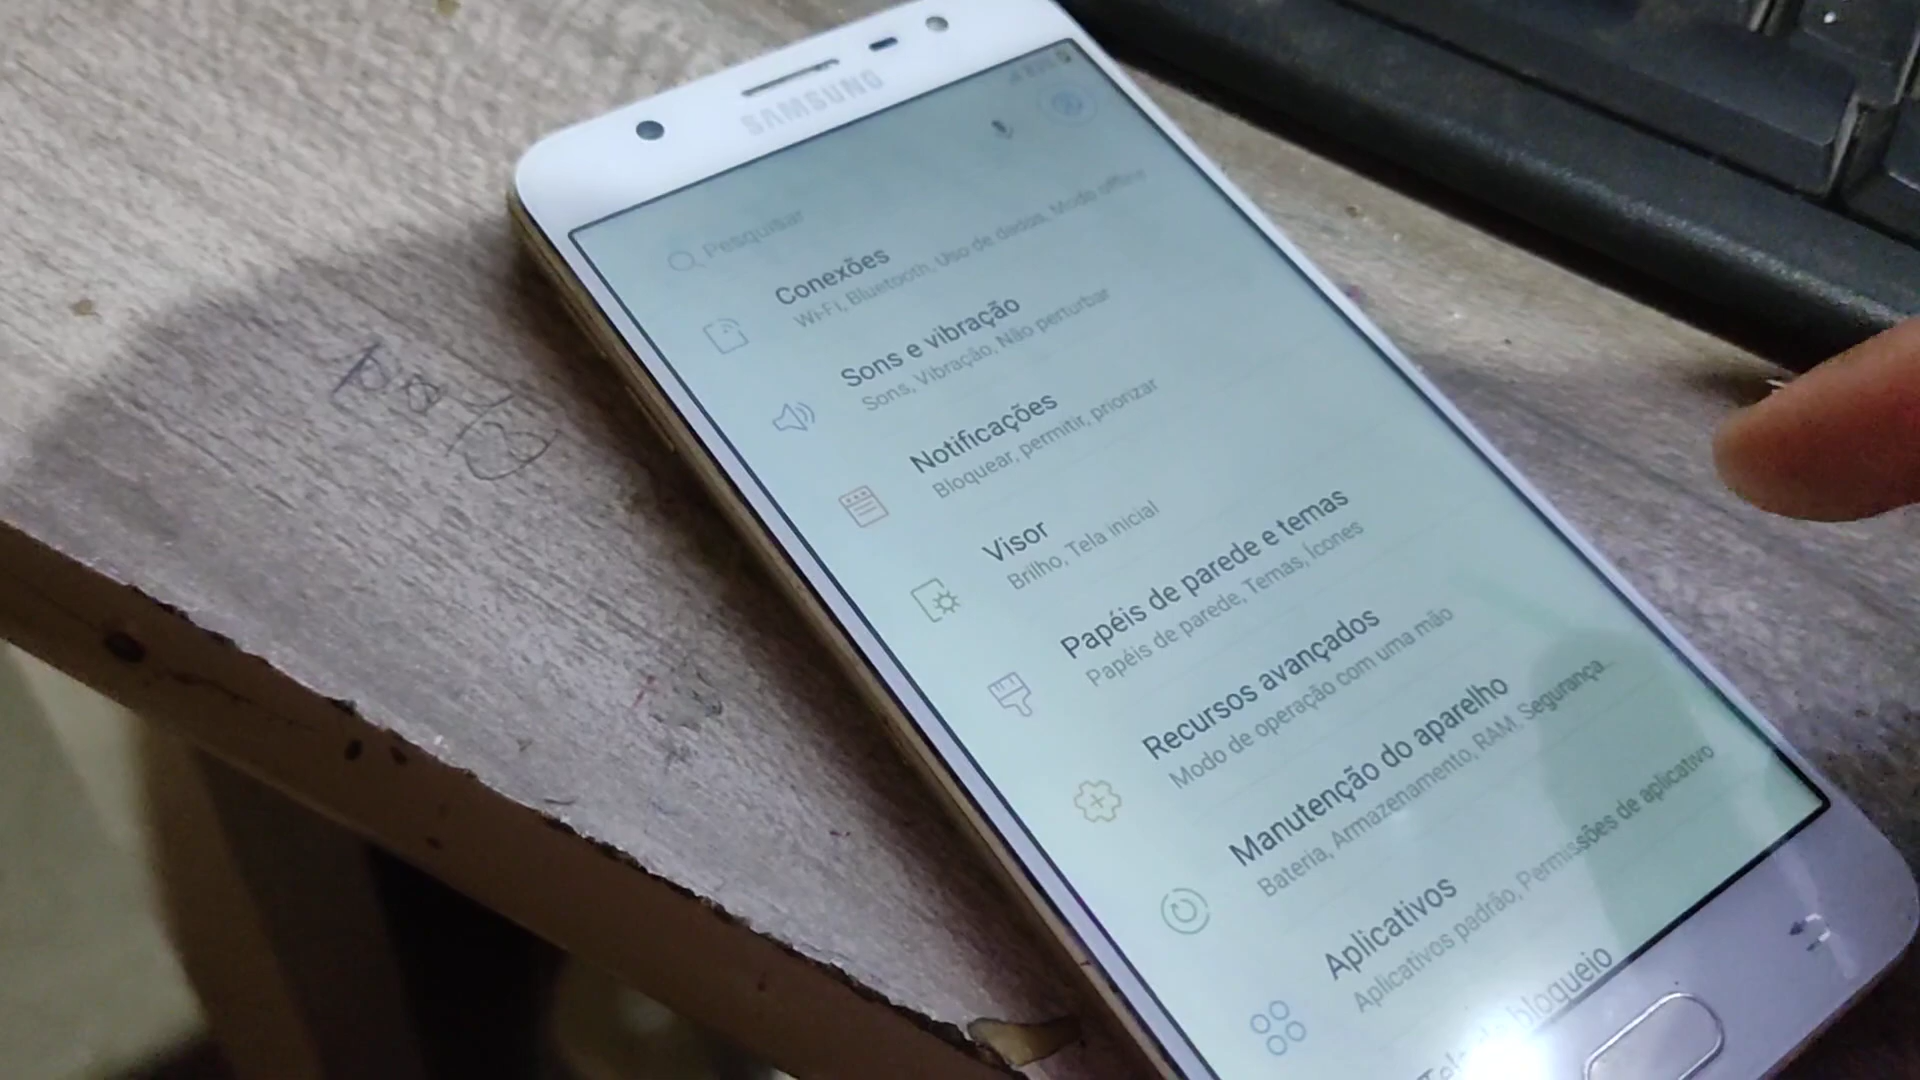 SAMSUNG
Pesquisar
Conexões
Wi-Fi, Bluetooth, Uso de dados, Modo offline
Sons e vibração
Sons, Vibração, Não perturbar
Notificações
Bloquear, permitir, priorizar
Visor
Brilho, Tela inicial
Papéis de parede e temas
Papéis de parede, Temas, Ícones
Recursos avançados
Modo de operação com uma mão
Manutenção do aparelho
Bateria, Armazenamento, RAM, Segurança...
Aplicativos
Aplicativos padrão, Permissões de aplicativo
bloqueio